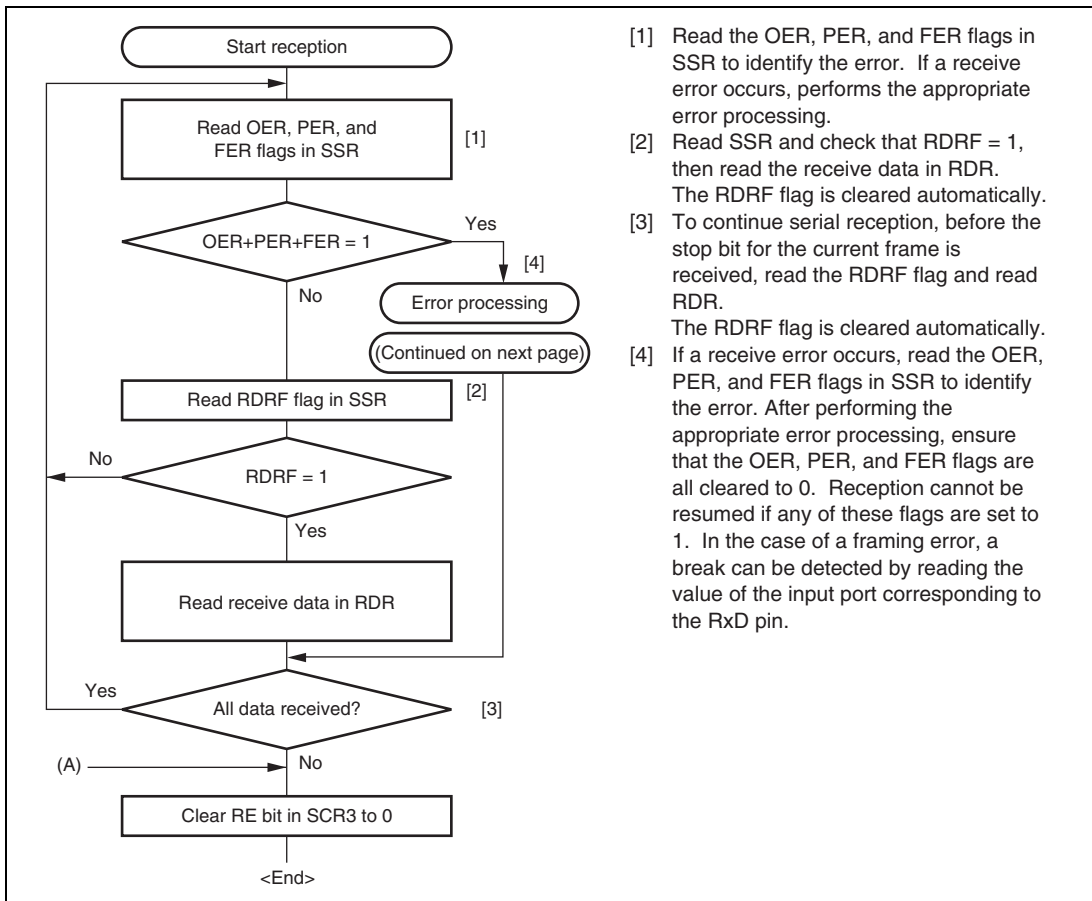 Start reception
Read OER, PER, and
FER flags in SSR
[1]
OER+PER+FER = 1
Yes
[4]
No
Error processing
(Continued on next page)
Read RDRF flag in SSR
[2]
No
RDRF = 1
Yes
Read receive data in RDR
Yes
All data received?
[3]
(A)
No
Clear RE bit in SCR3 to 0
<End>
[1] Read the OER, PER, and FER flags in
SSR to identify the error. If a receive
error occurs, performs the appropriate
error processing.
[2] Read SSR and check that RDRF = 1,
then read the receive data in RDR.
The RDRF flag is cleared automatically.
[3] To continue serial reception, before the
stop bit for the current frame is
received, read the RDRF flag and read
RDR.
The RDRF flag is cleared automatically.
[4] If a receive error occurs, read the OER,
PER, and FER flags in SSR to identify
the error. After performing the
appropriate error processing, ensure
that the OER, PER, and FER flags are
all cleared to 0. Reception cannot be
resumed if any of these flags are set to
1. In the case of a framing error, a
break can be detected by reading the
value of the input port corresponding to
the RxD pin.